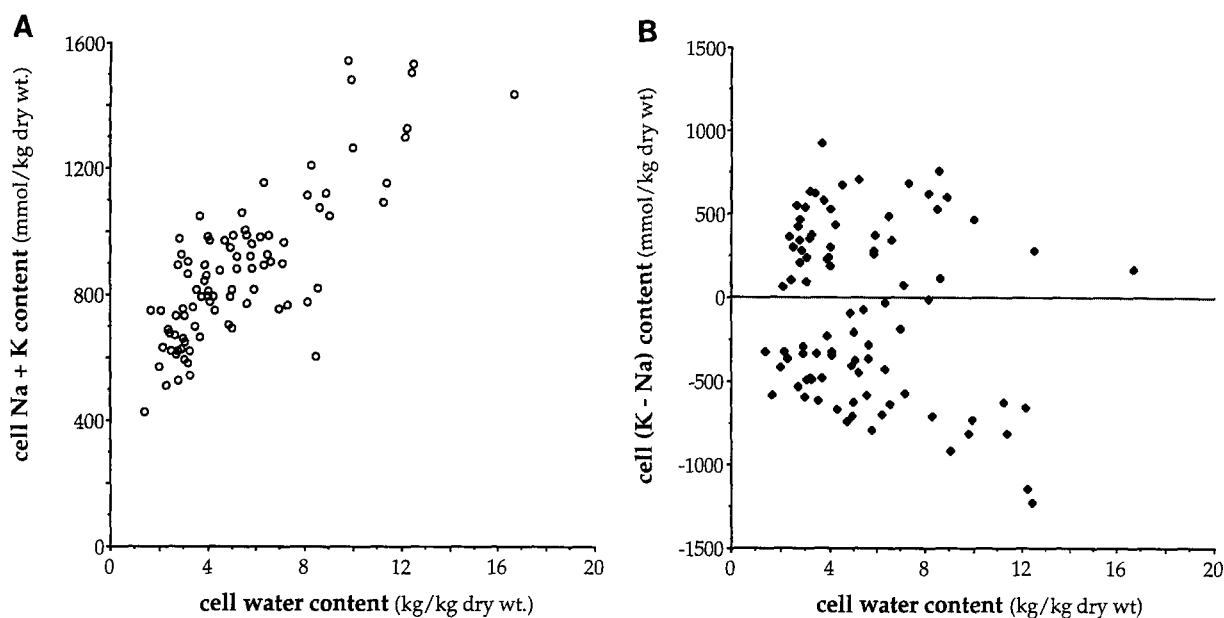 A
cell Na + K content (mmol/kg dry wt.)
1600
1200
800
400
0
0 4 8 12 16 20
cell water content (kg/kg dry wt.)
B
cell (K - Na) content (mmol/kg dry wt)
1500
1000
500
0
-500
-1000
-1500
0 4 8 12 16 20
cell water content (kg/kg dry wt)